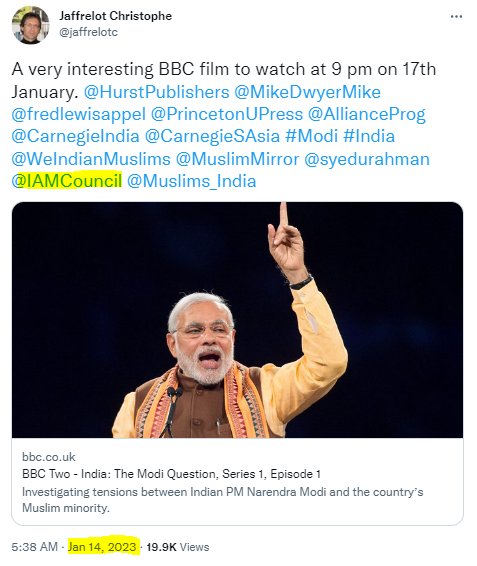 Jaffrelot Christophe
@jaffrelotc
A very interesting BBC film to watch at 9 pm on 17th
January. @HurstPublishers @MikeDwyerMike
@fredlewisappel @PrincetonUPress @AllianceProg
@CarnegieIndia @CarnegieSAsia #Modi #India
@WeIndianMuslims @MuslimMirror @syedurahman
@IAMCouncil @Muslims_India
bbc.co.uk
BBC Two - India: The Modi Question, Series 1, Episode 1
Investigating tensions between Indian PM Narendra Modi and the country's
Muslim minority.
5:38 AM · Jan 14, 2023 · 19.9K Views